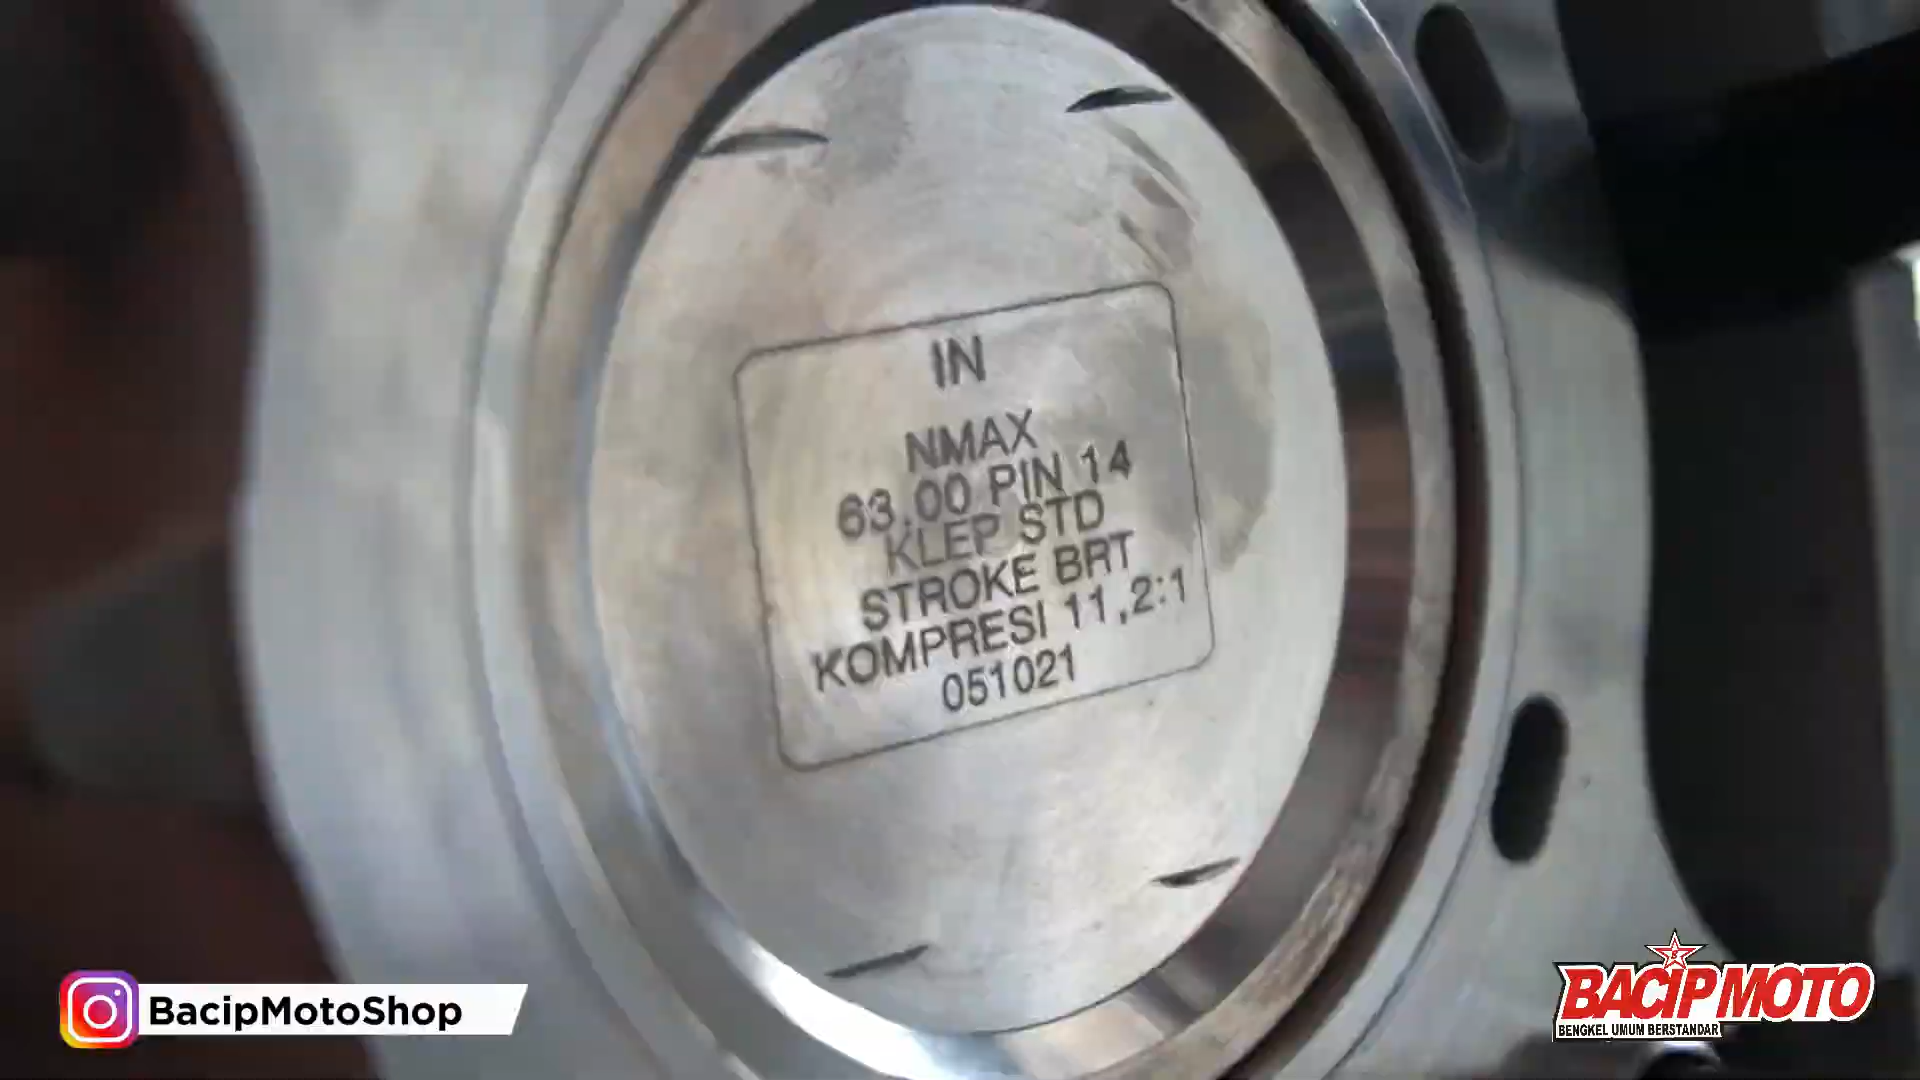 IN
NMAX
63.00 PIN 14
KLEP STD
STROKE BRT
KOMPRESI 11,2:1
051021
BacipMotoShop
BACIP MOTO
BENGKEL UMUM BERSTANDAR